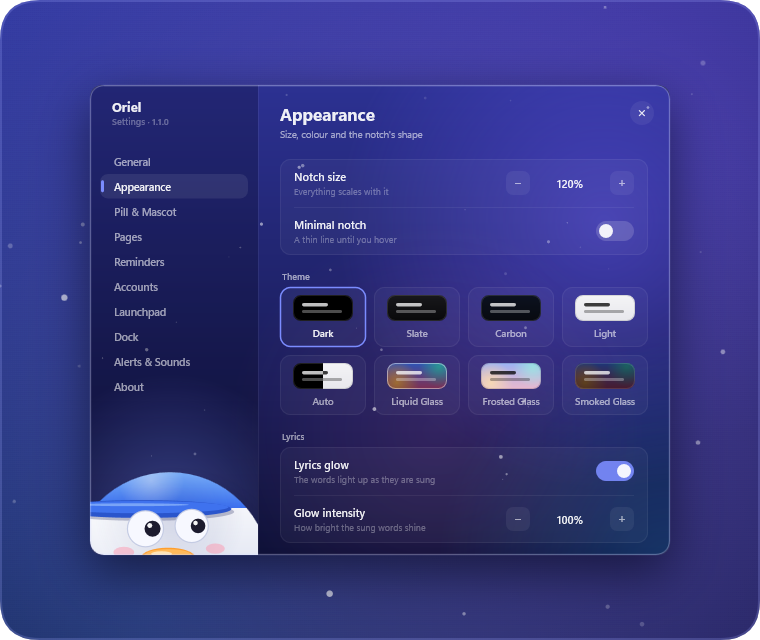 Oriel
Settings · 1.1.0
General
Appearance
Pill & Mascot
Pages
Reminders
Accounts
Launchpad
Dock
Alerts & Sounds
About
Appearance
Size, colour and the notch's shape
Notch size
Everything scales with it
− 120% +
Minimal notch
A thin line until you hover
Theme
Dark
Slate
Carbon
Light
Auto
Liquid Glass
Frosted Glass
Smoked Glass
Lyrics
Lyrics glow
The words light up as they are sung
Glow intensity
How bright the sung words shine
− 100% +